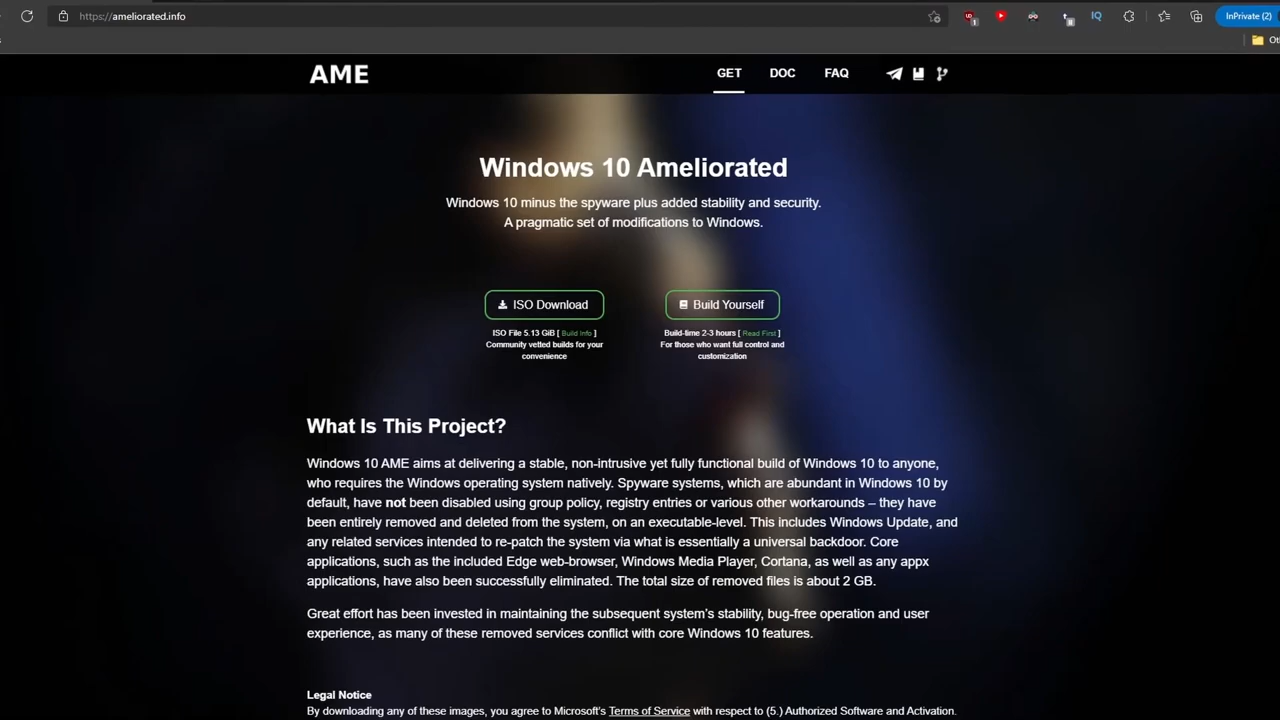 https://ameliorated.info
InPrivate (2)
AME
GET
DOC
FAQ
Windows 10 Ameliorated
Windows 10 minus the spyware plus added stability and security.
A pragmatic set of modifications to Windows.
ISO Download
ISO File 5.13 GiB [ Build Info ]
Community vetted builds for your
convenience
Build Yourself
Build-time 2-3 hours [ Read First ]
For those who want full control and
customization
What Is This Project?
Windows 10 AME aims at delivering a stable, non-intrusive yet fully functional build of Windows 10 to anyone,
who requires the Windows operating system natively. Spyware systems, which are abundant in Windows 10 by
default, have not been disabled using group policy, registry entries or various other workarounds – they have
been entirely removed and deleted from the system, on an executable-level. This includes Windows Update, and
any related services intended to re-patch the system via what is essentially a universal backdoor. Core
applications, such as the included Edge web-browser, Windows Media Player, Cortana, as well as any appx
applications, have also been successfully eliminated. The total size of removed files is about 2 GB.
Great effort has been invested in maintaining the subsequent system's stability, bug-free operation and user
experience, as many of these removed services conflict with core Windows 10 features.
Legal Notice
By downloading any of these images, you agree to Microsoft's Terms of Service with respect to (5.) Authorized Software and Activation.